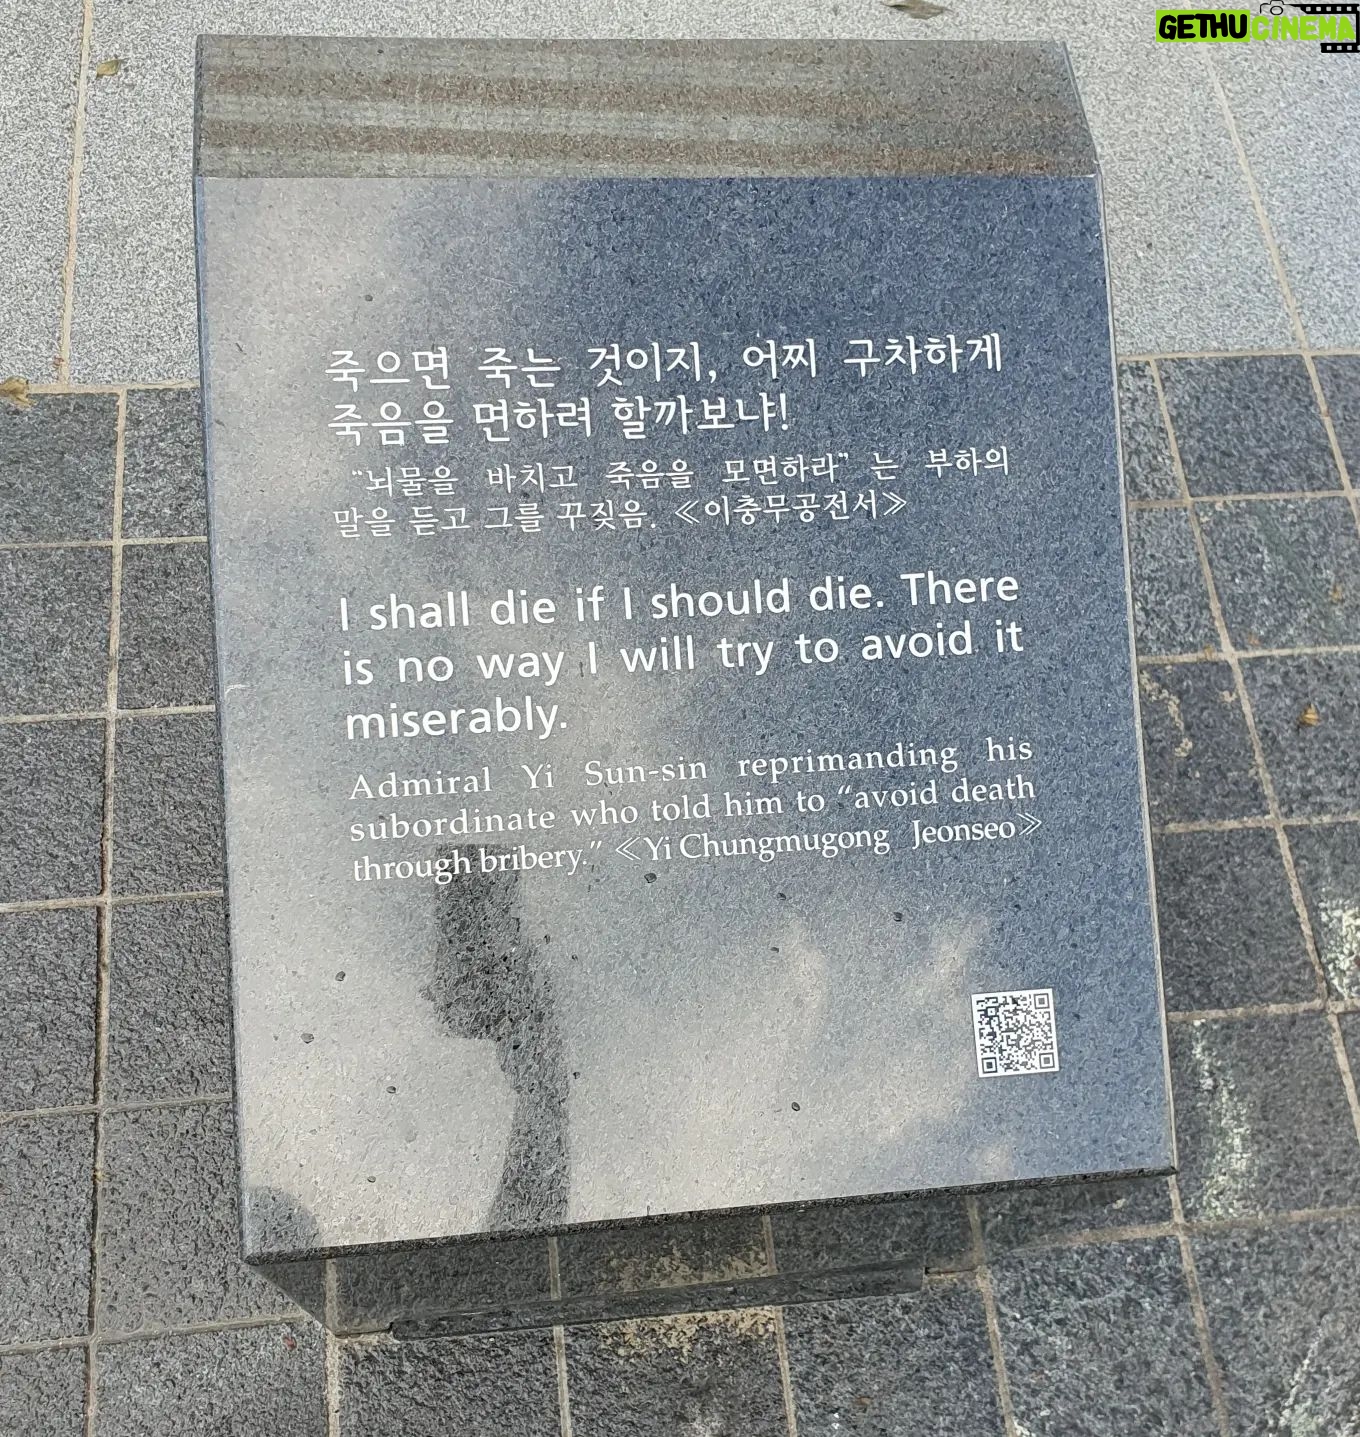 GETHUCINEMA
죽으면 죽는 것이지, 어찌 구차하게
죽음을 면하려 할까보냐!
“뇌물을 바치고 죽음을 모면하라” 는 부하의
말을 듣고 그를 꾸짖음. ≪이충무공전서≫
I shall die if I should die. There
is no way I will try to avoid it
miserably.
Admiral Yi Sun-sin reprimanding his
subordinate who told him to “avoid death
through bribery.” ≪Yi Chungmugong Jeonseo≫